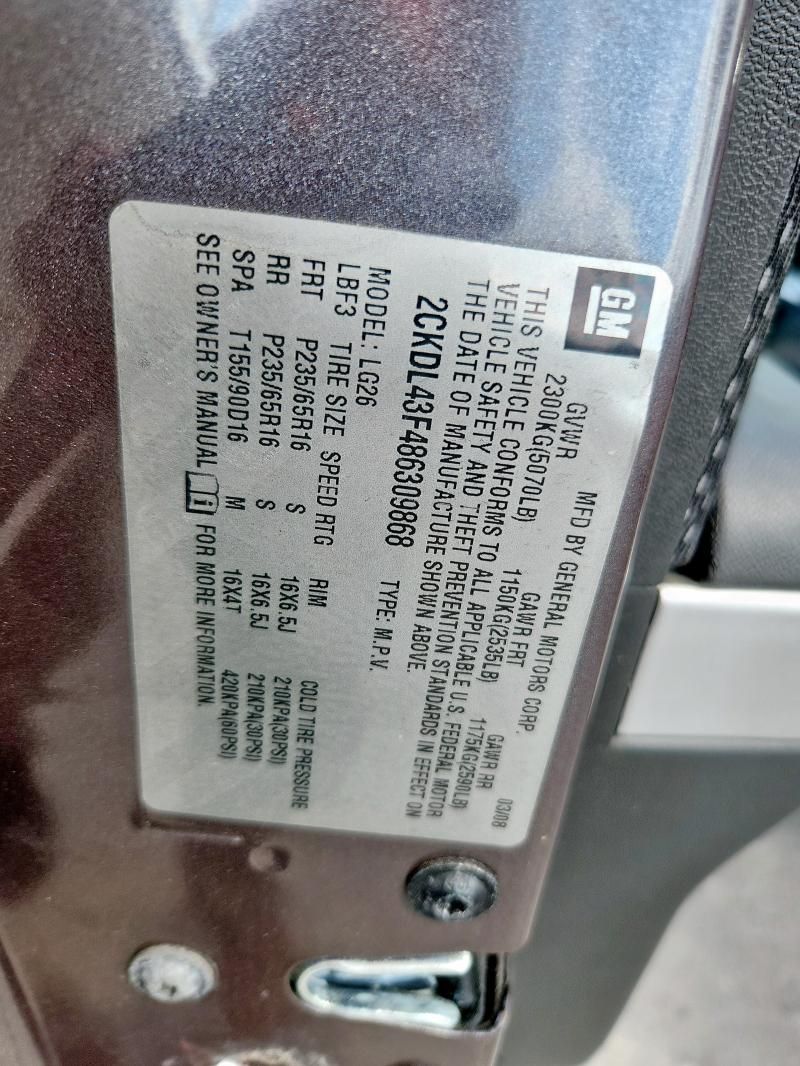 GM
MFD BY GENERAL MOTORS CORP. 03/08
GVWR GAWR FRT GAWR RR
2300KG(5070LB) 1150KG(2535LB) 1175KG(2590LB)
THIS VEHICLE CONFORMS TO ALL APPLICABLE U.S. FEDERAL MOTOR
VEHICLE SAFETY AND THEFT PREVENTION STANDARDS IN EFFECT ON
THE DATE OF MANUFACTURE SHOWN ABOVE.
2CKDL43F486309868 TYPE: M.P.V.
MODEL: LG26
LBF3 TIRE SIZE SPEED RTG RIM COLD TIRE PRESSURE
FRT P235/65R16 S 16X6.5J 210KPA(30PSI)
RR P235/65R16 S 16X6.5J 210KPA(30PSI)
SPA T155/90D16 M 16X4T 420KPA(60PSI)
SEE OWNER'S MANUAL i FOR MORE INFORMATION.